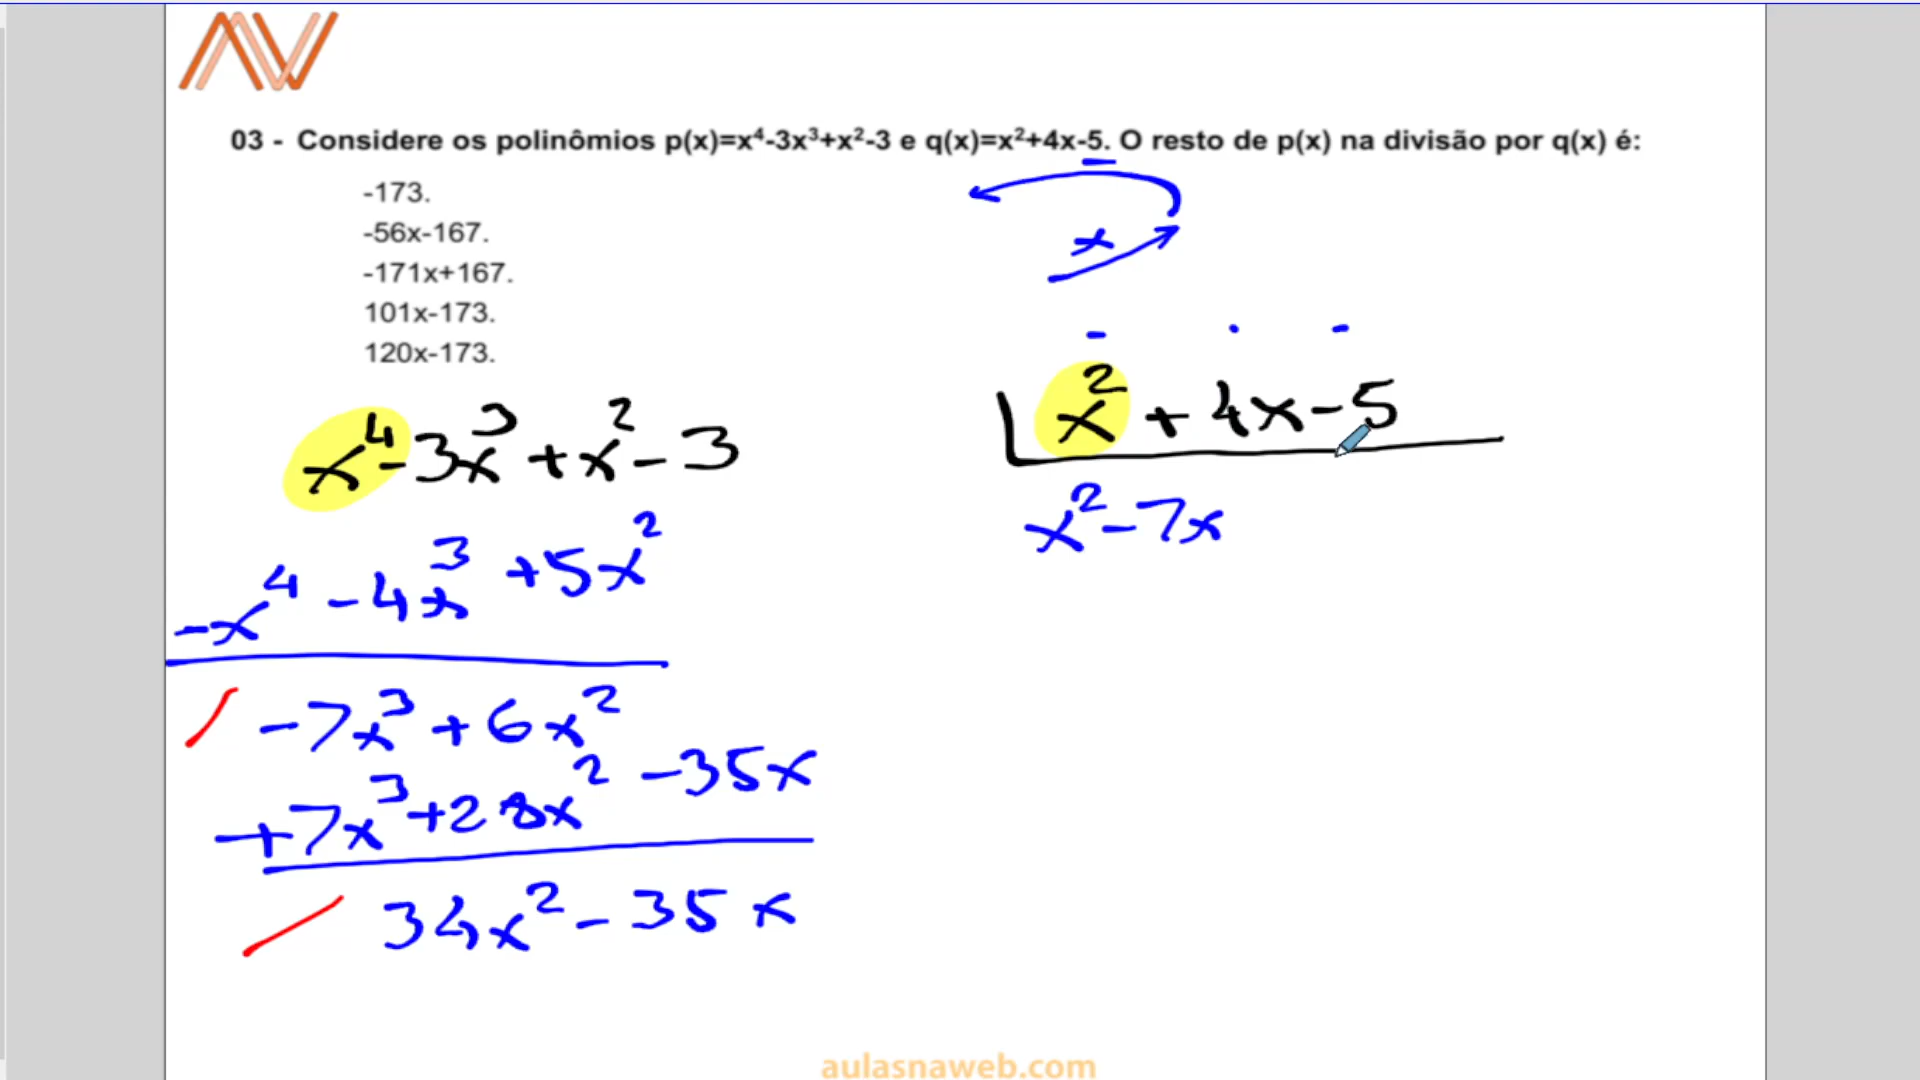 03 - Considere os polinômios p(x)=x⁴-3x³+x²-3 e q(x)=x²+4x-5. O resto de p(x) na divisão por q(x) é:
-173.
-56x-167.
-171x+167.
101x-173.
120x-173.
x
x⁴-3x³+x²-3
x²+4x-5
x²-7x
-x⁴-4x³+5x²
-7x³+6x²
+7x³+28x²-35x
34x²-35x
aulasnaweb.com